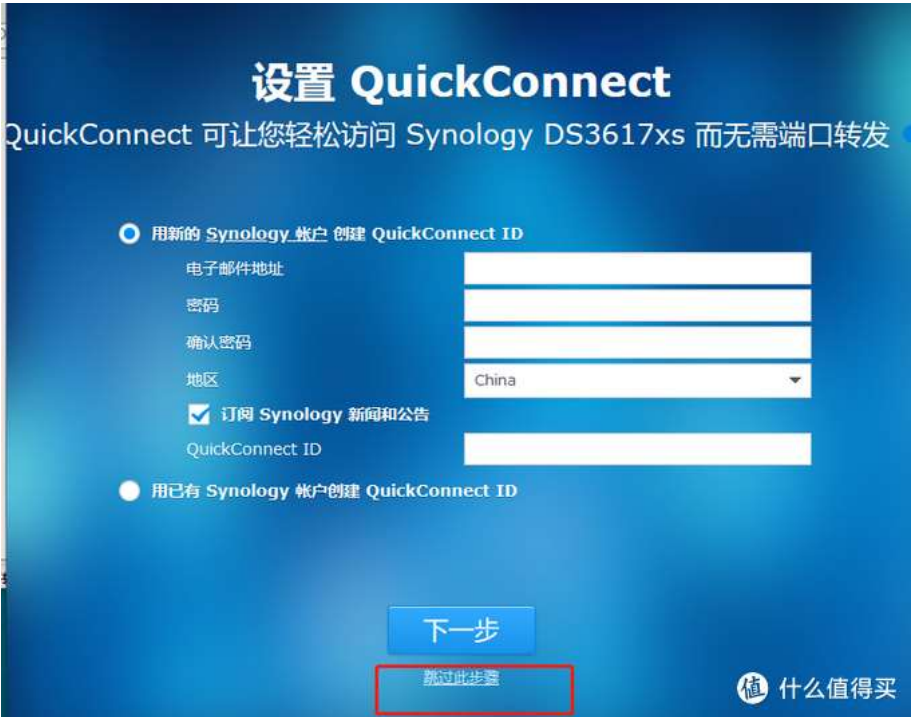 设置 QuickConnect
QuickConnect 可让您轻松访问 Synology DS3617xs 而无需端口转发
用新的 Synology 帐户 创建 QuickConnect ID
电子邮件地址
密码
确认密码
地区
China
订阅 Synology 新闻和公告
QuickConnect ID
用已有 Synology 帐户创建 QuickConnect ID
下一步
跳过此步骤
值 什么值得买